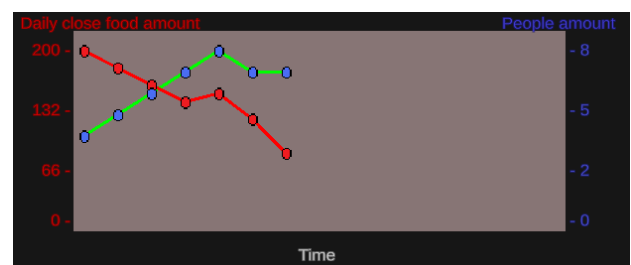 Daily close food amount People amount
200 - - 8
132 - - 5
66 - - 2
0 - - 0
Time